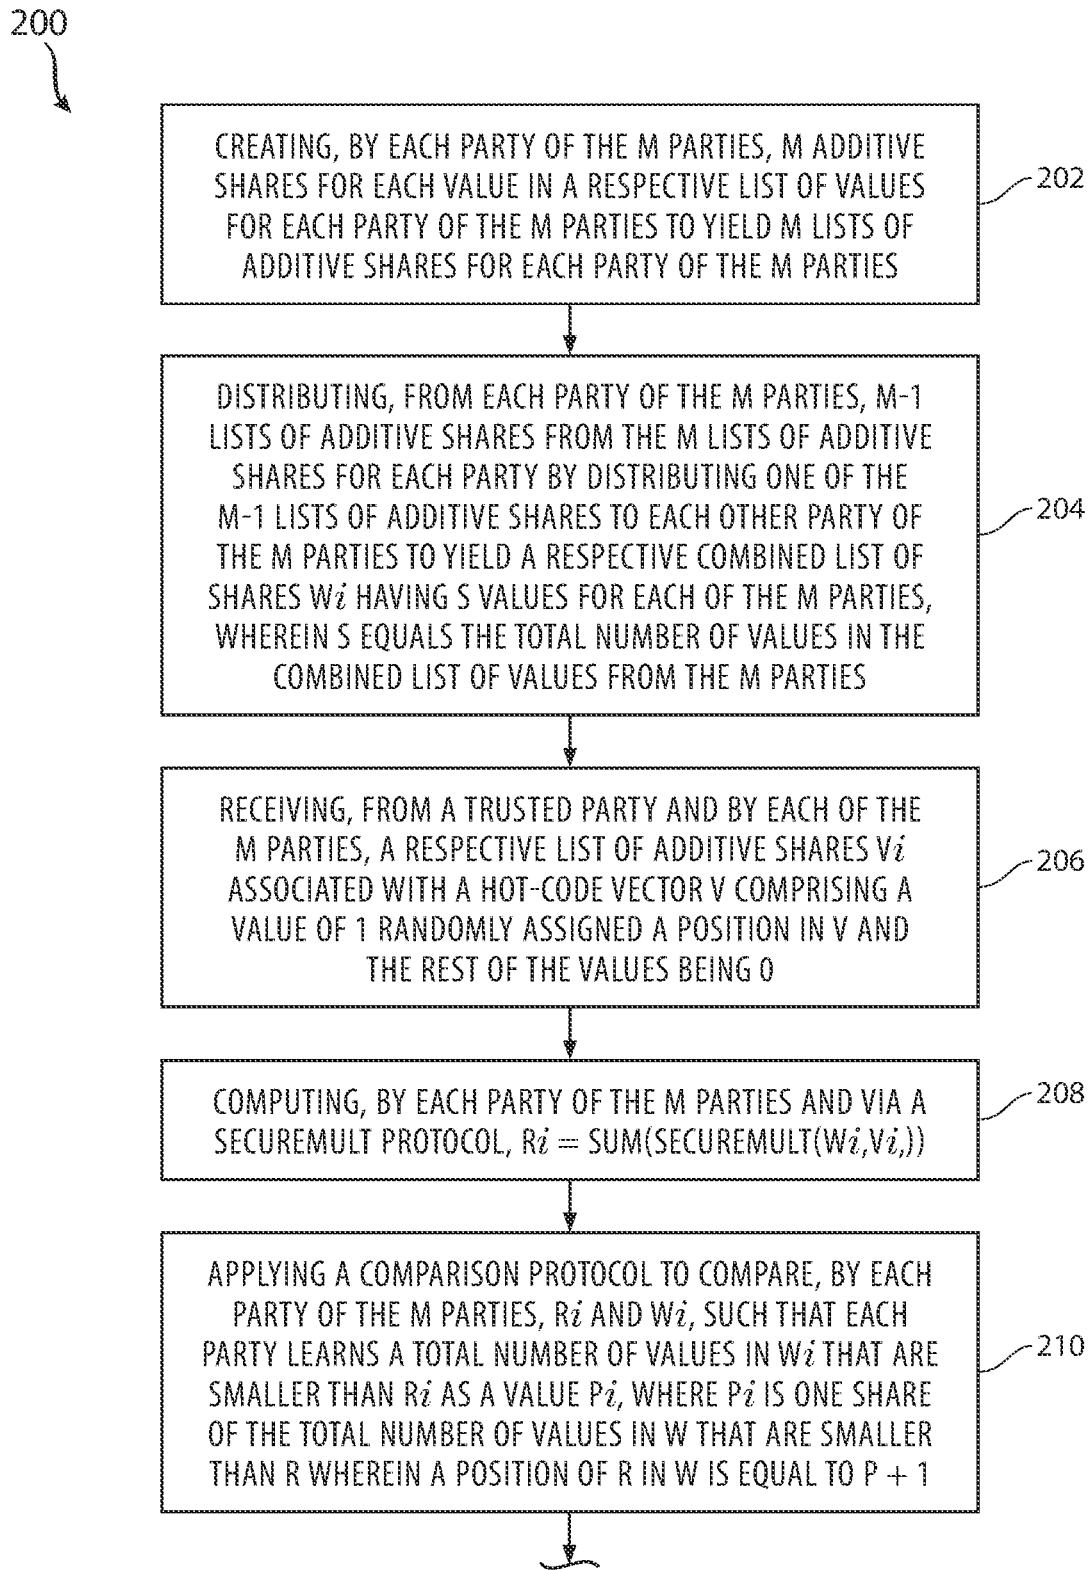 200
CREATING, BY EACH PARTY OF THE M PARTIES, M ADDITIVE
SHARES FOR EACH VALUE IN A RESPECTIVE LIST OF VALUES
FOR EACH PARTY OF THE M PARTIES TO YIELD M LISTS OF
ADDITIVE SHARES FOR EACH PARTY OF THE M PARTIES
202
DISTRIBUTING, FROM EACH PARTY OF THE M PARTIES, M-1
LISTS OF ADDITIVE SHARES FROM THE M LISTS OF ADDITIVE
SHARES FOR EACH PARTY BY DISTRIBUTING ONE OF THE
M-1 LISTS OF ADDITIVE SHARES TO EACH OTHER PARTY OF
THE M PARTIES TO YIELD A RESPECTIVE COMBINED LIST OF
SHARES Wi HAVING S VALUES FOR EACH OF THE M PARTIES,
WHEREIN S EQUALS THE TOTAL NUMBER OF VALUES IN THE
COMBINED LIST OF VALUES FROM THE M PARTIES
204
RECEIVING, FROM A TRUSTED PARTY AND BY EACH OF THE
M PARTIES, A RESPECTIVE LIST OF ADDITIVE SHARES Vi
ASSOCIATED WITH A HOT-CODE VECTOR V COMPRISING A
VALUE OF 1 RANDOMLY ASSIGNED A POSITION IN V AND
THE REST OF THE VALUES BEING 0
206
COMPUTING, BY EACH PARTY OF THE M PARTIES AND VIA A
SECUREMULT PROTOCOL, Ri = SUM(SECUREMULT(Wi,Vi,))
208
APPLYING A COMPARISON PROTOCOL TO COMPARE, BY EACH
PARTY OF THE M PARTIES, Ri AND Wi, SUCH THAT EACH
PARTY LEARNS A TOTAL NUMBER OF VALUES IN Wi THAT ARE
SMALLER THAN Ri AS A VALUE Pi, WHERE Pi IS ONE SHARE
OF THE TOTAL NUMBER OF VALUES IN W THAT ARE SMALLER
THAN R WHEREIN A POSITION OF R IN W IS EQUAL TO P + 1
210